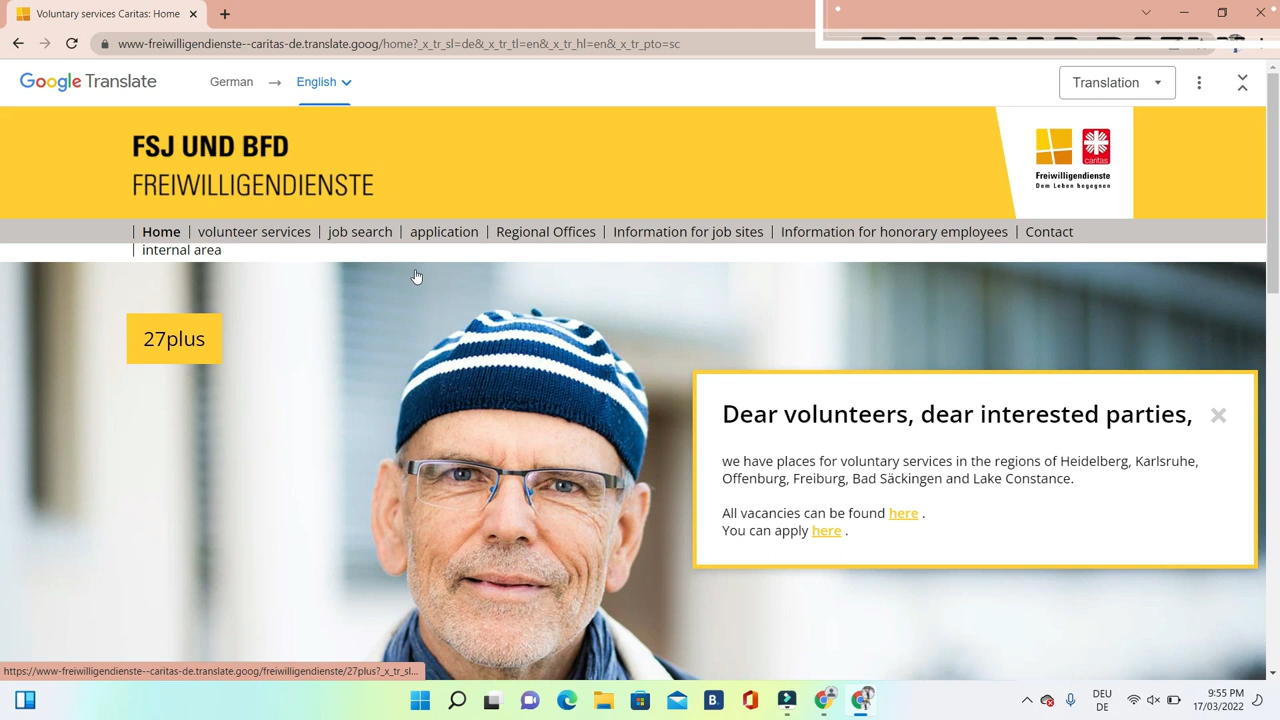 Voluntary services Caritas: Home
www-freiwilligendienste--caritas-de.translate.goog/home?_x_tr_sl=de&_x_tr_tl=en&_x_tr_hl=en&_x_tr_pto=sc
Google Translate
German → English
Translation
FSJ UND BFD
FREIWILLIGENDIENSTE
caritas
Freiwilligendienste
Dem Leben begegnen
Home | volunteer services | job search | application | Regional Offices | Information for job sites | Information for honorary employees | Contact
internal area
27plus
Dear volunteers, dear interested parties,
we have places for voluntary services in the regions of Heidelberg, Karlsruhe,
Offenburg, Freiburg, Bad Säckingen and Lake Constance.
All vacancies can be found here .
You can apply here .
https://www-freiwilligendienste--caritas-de.translate.goog/freiwilligendienste/27plus?_x_tr_sl...
B.
DEU
DE
9:55 PM
17/03/2022